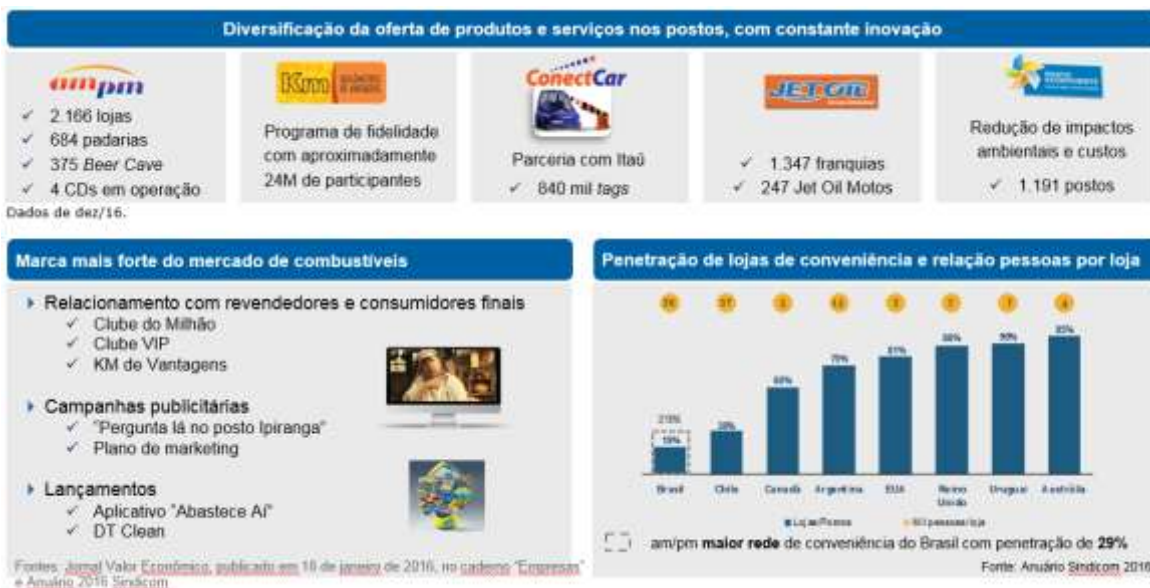 Diversificação da oferta de produtos e serviços nos postos, com constante inovação
ampm
✓ 2.166 lojas
✓ 684 padarias
✓ 375 Beer Cave
✓ 4 CDs em operação
Km
Programa de fidelidade
com aproximadamente
24M de participantes
ConectCar
Parceria com Itaú
✓ 840 mil tags
JET OIL
✓ 1.347 franquias
✓ 247 Jet Oil Motos
Redução de impactos
ambientais e custos
✓ 1.191 postos
Dados de dez/16.
Marca mais forte do mercado de combustíveis
Relacionamento com revendedores e consumidores finais
✓ Clube do Milhão
✓ Clube VIP
✓ KM de Vantagens
Campanhas publicitárias
✓ "Pergunta lá no posto Ipiranga"
✓ Plano de marketing
Lançamentos
✓ Aplicativo "Abastece Aí"
✓ DT Clean
Fontes: Jornal Valor Econômico, publicado em 18 de janeiro de 2016, no caderno "Empresas"
e Anuário 2016 Sindicom
Penetração de lojas de conveniência e relação pessoas por loja
Brasil Chile Canadá Argentina EUA Reino Unido Uruguai Austrália
Lojas/Postos
Mil pessoas/loja
am/pm maior rede de conveniência do Brasil com penetração de 29%
Fonte: Anuário Sindicom 2016